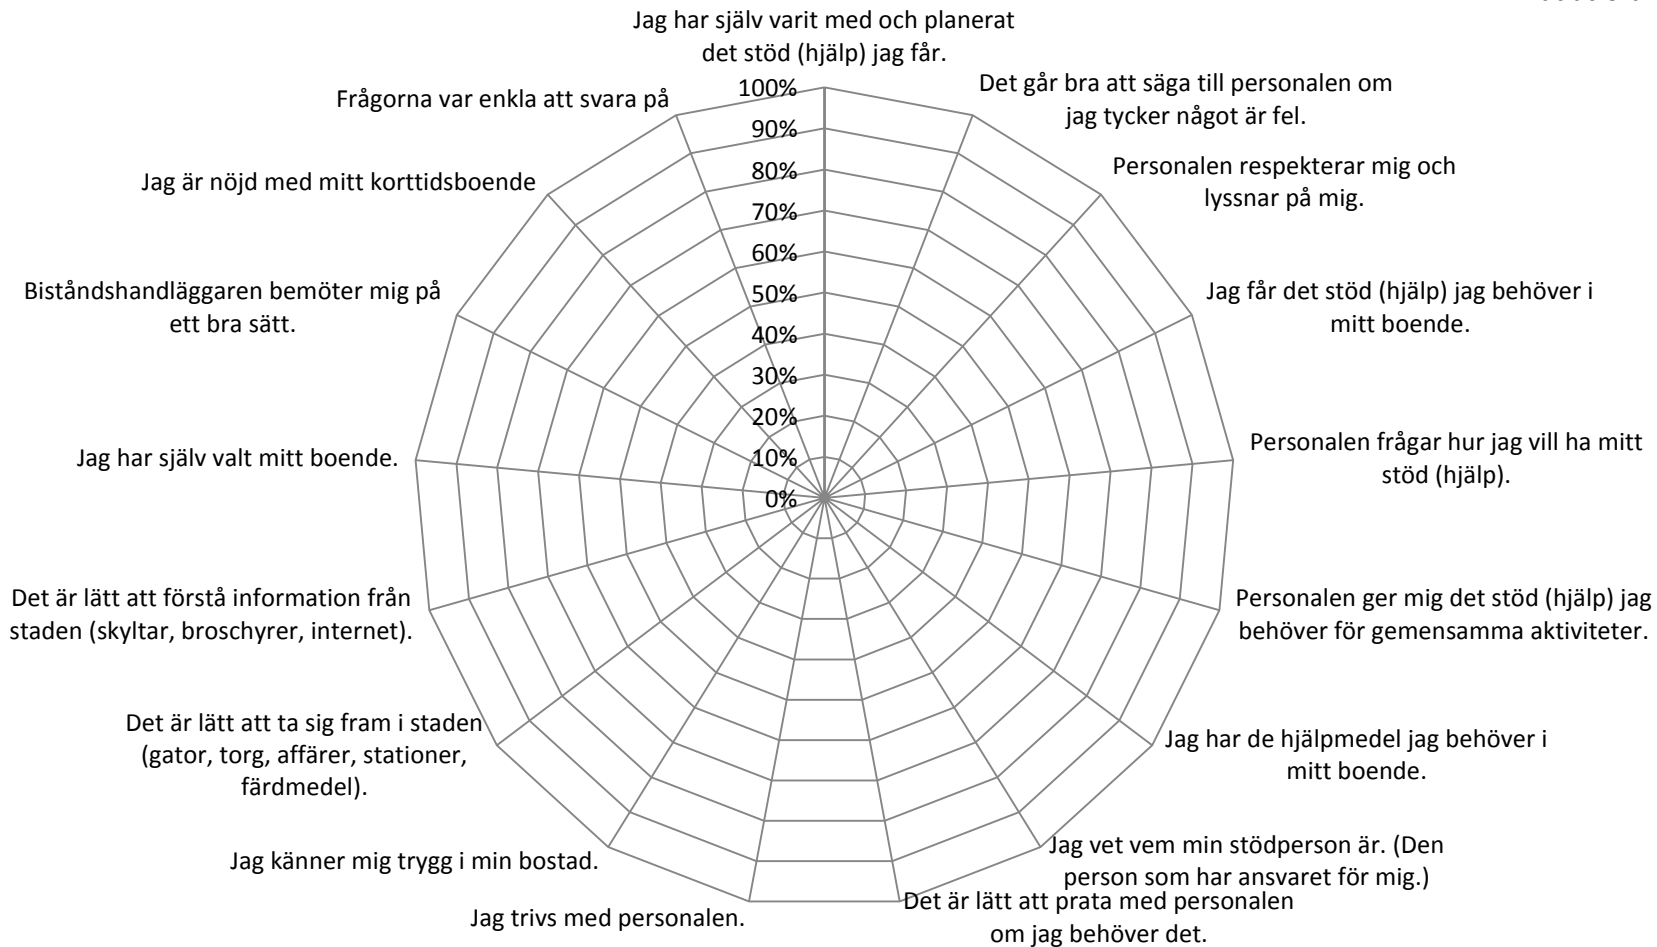 Jag har själv varit med och planerat
det stöd (hjälp) jag får.
Det går bra att säga till personalen om
jag tycker något är fel.
Personalen respekterar mig och
lyssnar på mig.
Jag får det stöd (hjälp) jag behöver i
mitt boende.
Personalen frågar hur jag vill ha mitt
stöd (hjälp).
Personalen ger mig det stöd (hjälp) jag
behöver för gemensamma aktiviteter.
Jag har de hjälpmedel jag behöver i
mitt boende.
Jag vet vem min stödperson är. (Den
person som har ansvaret för mig.)
Det är lätt att prata med personalen
om jag behöver det.
Jag trivs med personalen.
Jag känner mig trygg i min bostad.
Det är lätt att ta sig fram i staden
(gator, torg, affärer, stationer,
färdmedel).
Det är lätt att förstå information från
staden (skyltar, broschyrer, internet).
Jag har själv valt mitt boende.
Biståndshandläggaren bemöter mig på
ett bra sätt.
Jag är nöjd med mitt korttidsboende
Frågorna var enkla att svara på
100%
90%
80%
70%
60%
50%
40%
30%
20%
10%
0%